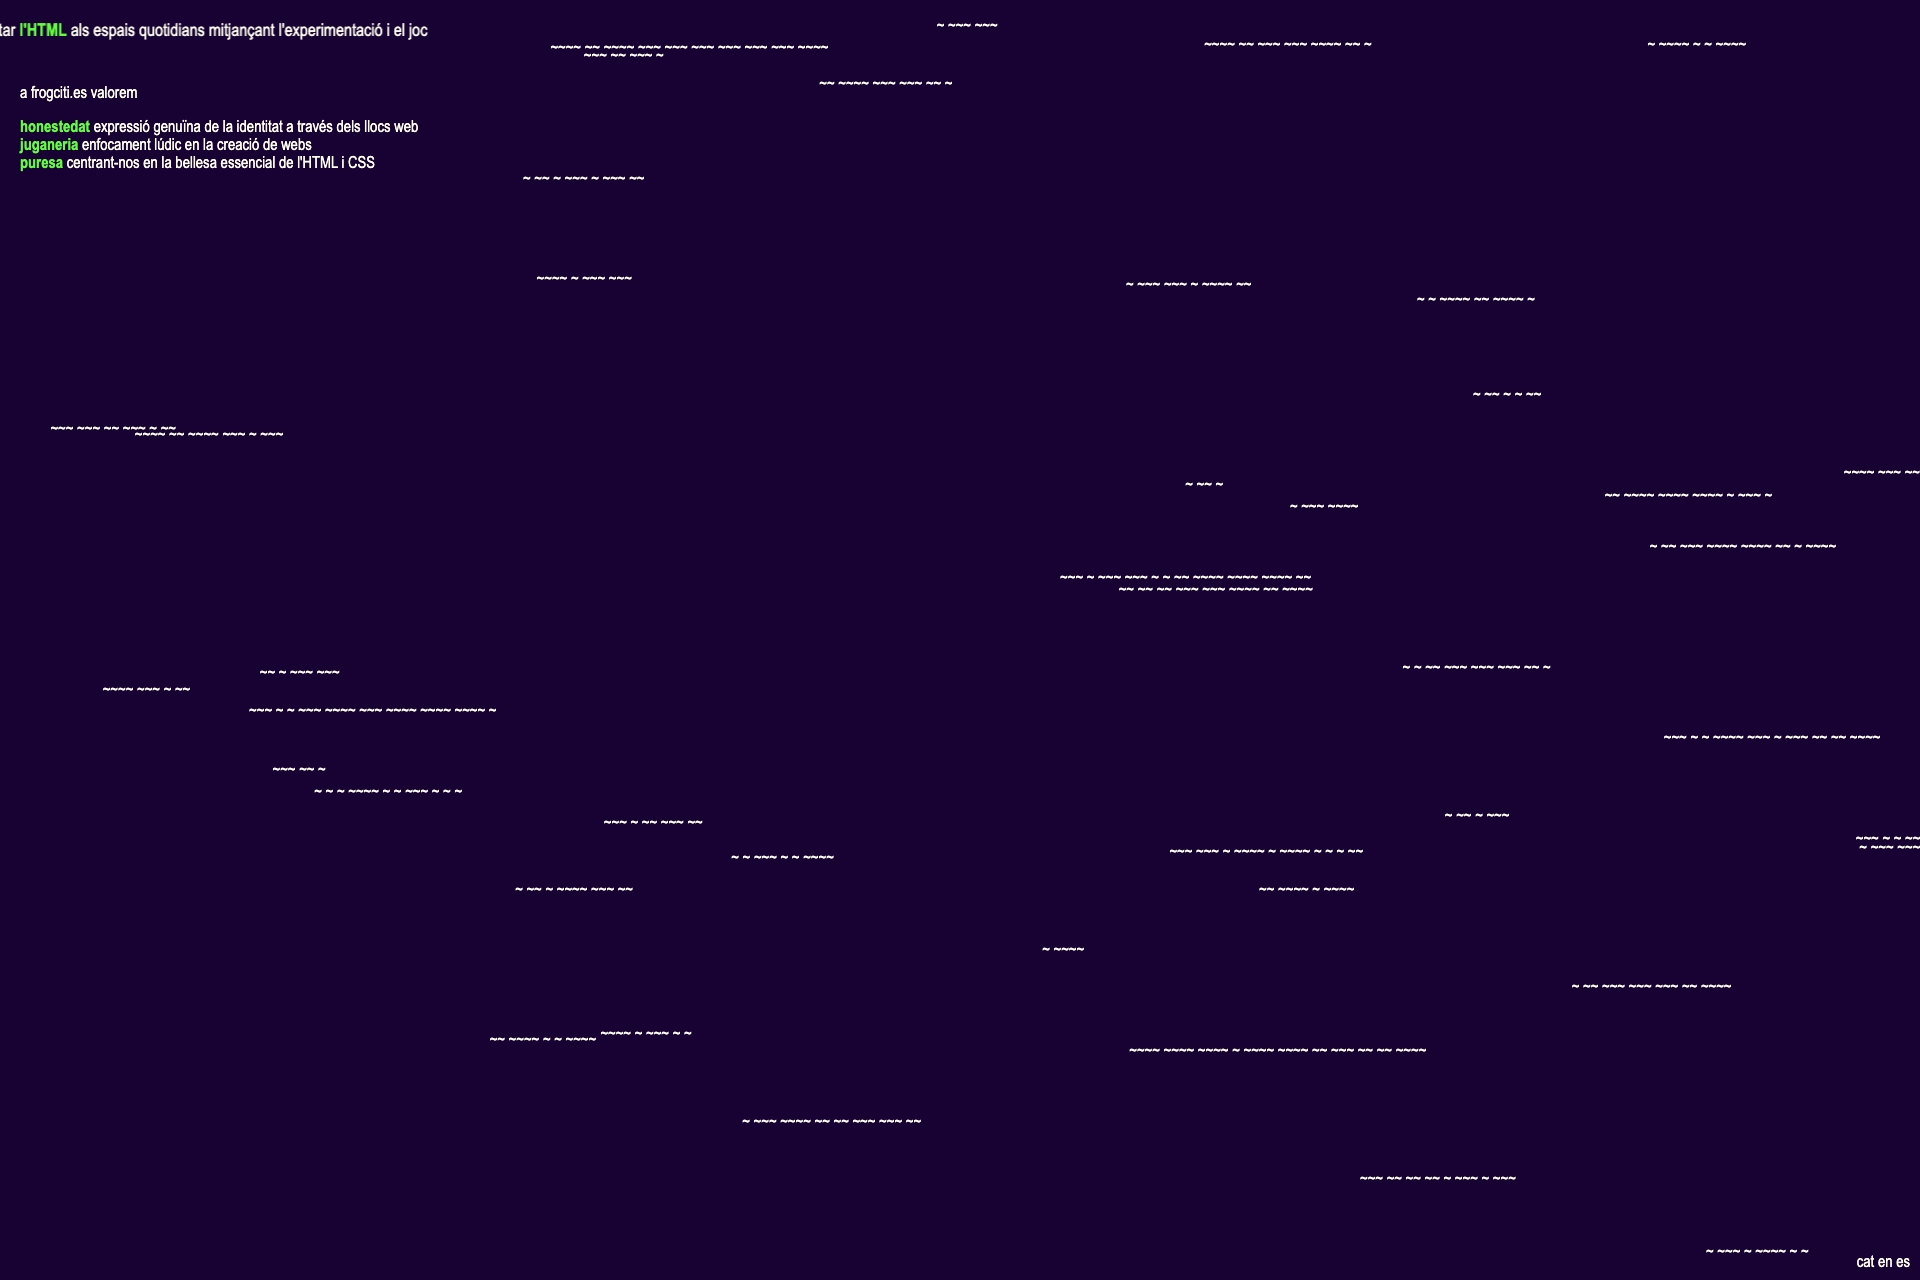 l'HTML als espais quotidians mitjançant l'experimentació i el joc
a frogciti.es valorem
honestedat expressió genuïna de la identitat a través dels llocs web
juganeria enfocament lúdic en la creació de webs
puresa centrant-nos en la bellesa essencial de l'HTML i CSS
cat en es